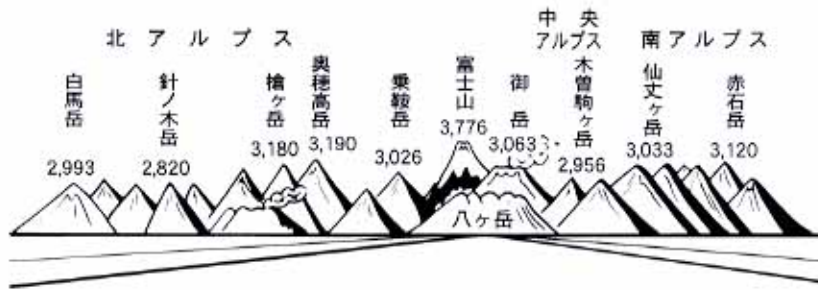 北アルプス
中央
アルプス
南アルプス
白馬岳
2,993
針ノ木岳
2,820
槍ヶ岳
3,180
奥穂高岳
3,190
乗鞍岳
3,026
富士山
3,776
御岳
3,063
木曽駒ヶ岳
2,956
仙丈ヶ岳
3,033
赤石岳
3,120
八ヶ岳